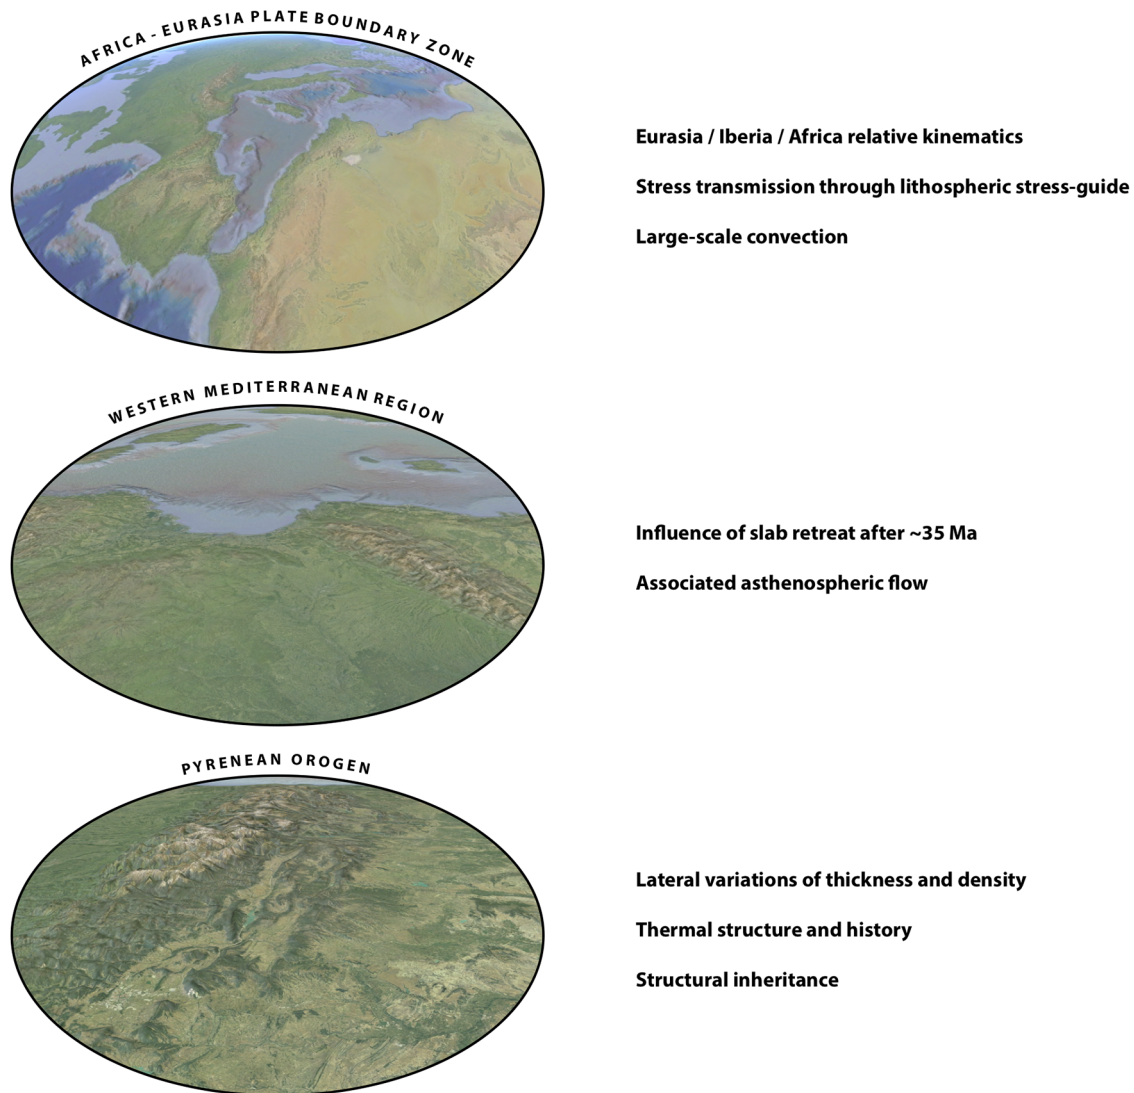 AFRICA - EURASIA PLATE BOUNDARY ZONE
Eurasia / Iberia / Africa relative kinematics
Stress transmission through lithospheric stress-guide
Large-scale convection
WESTERN MEDITERRANEAN REGION
Influence of slab retreat after ~35 Ma
Associated asthenospheric flow
PYRENEAN OROGEN
Lateral variations of thickness and density
Thermal structure and history
Structural inheritance